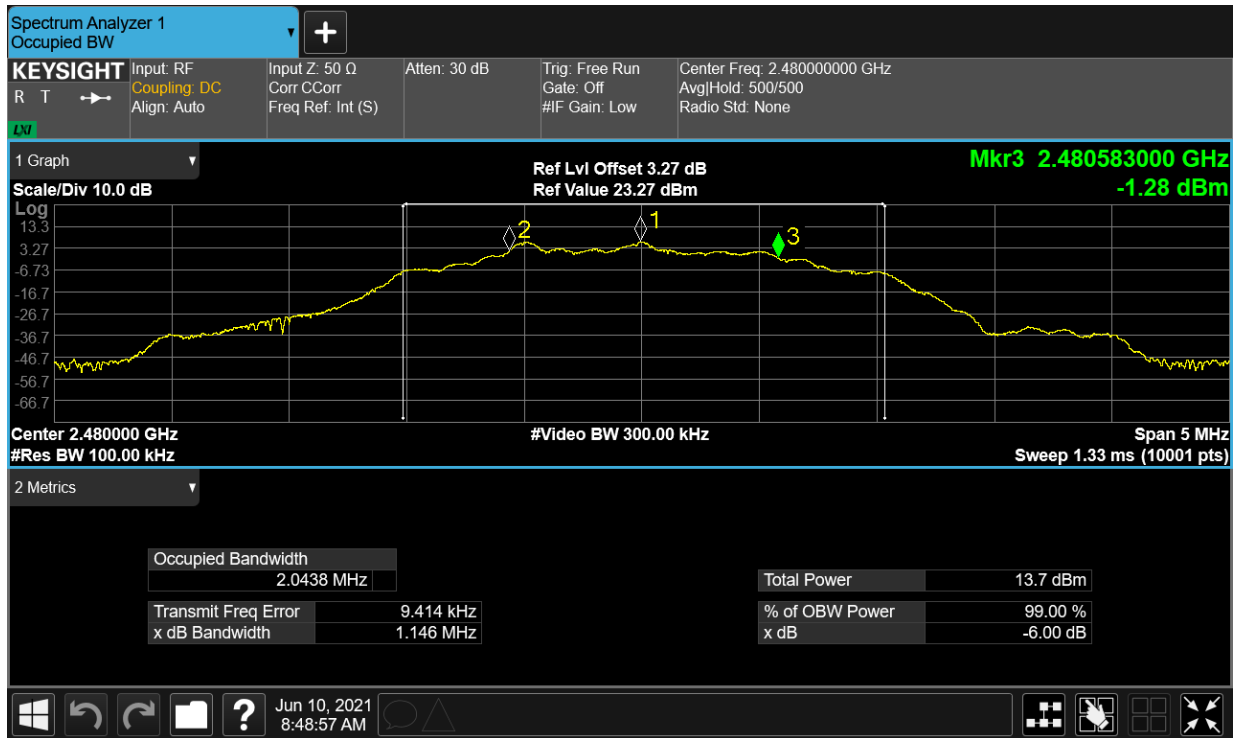 Spectrum Analyzer 1
Occupied BW
+
KEYSIGHT Input: RF Input Z: 50 Ω Atten: 30 dB Trig: Free Run Center Freq: 2.480000000 GHz
R T Coupling: DC Corr CCorr Gate: Off Avg|Hold: 500/500
Align: Auto Freq Ref: Int (S) #IF Gain: Low Radio Std: None
LXI
1 Graph Ref Lvl Offset 3.27 dB Mkr3 2.480583000 GHz
Scale/Div 10.0 dB Ref Value 23.27 dBm -1.28 dBm
Log
13.3
3.27
-6.73
-16.7
-26.7
-36.7
-46.7
-56.7
-66.7
2 1 3
Center 2.480000 GHz #Video BW 300.00 kHz Span 5 MHz
#Res BW 100.00 kHz Sweep 1.33 ms (10001 pts)
2 Metrics
Occupied Bandwidth
2.0438 MHz Total Power 13.7 dBm
Transmit Freq Error 9.414 kHz % of OBW Power 99.00 %
x dB Bandwidth 1.146 MHz x dB -6.00 dB
? Jun 10, 2021
8:48:57 AM